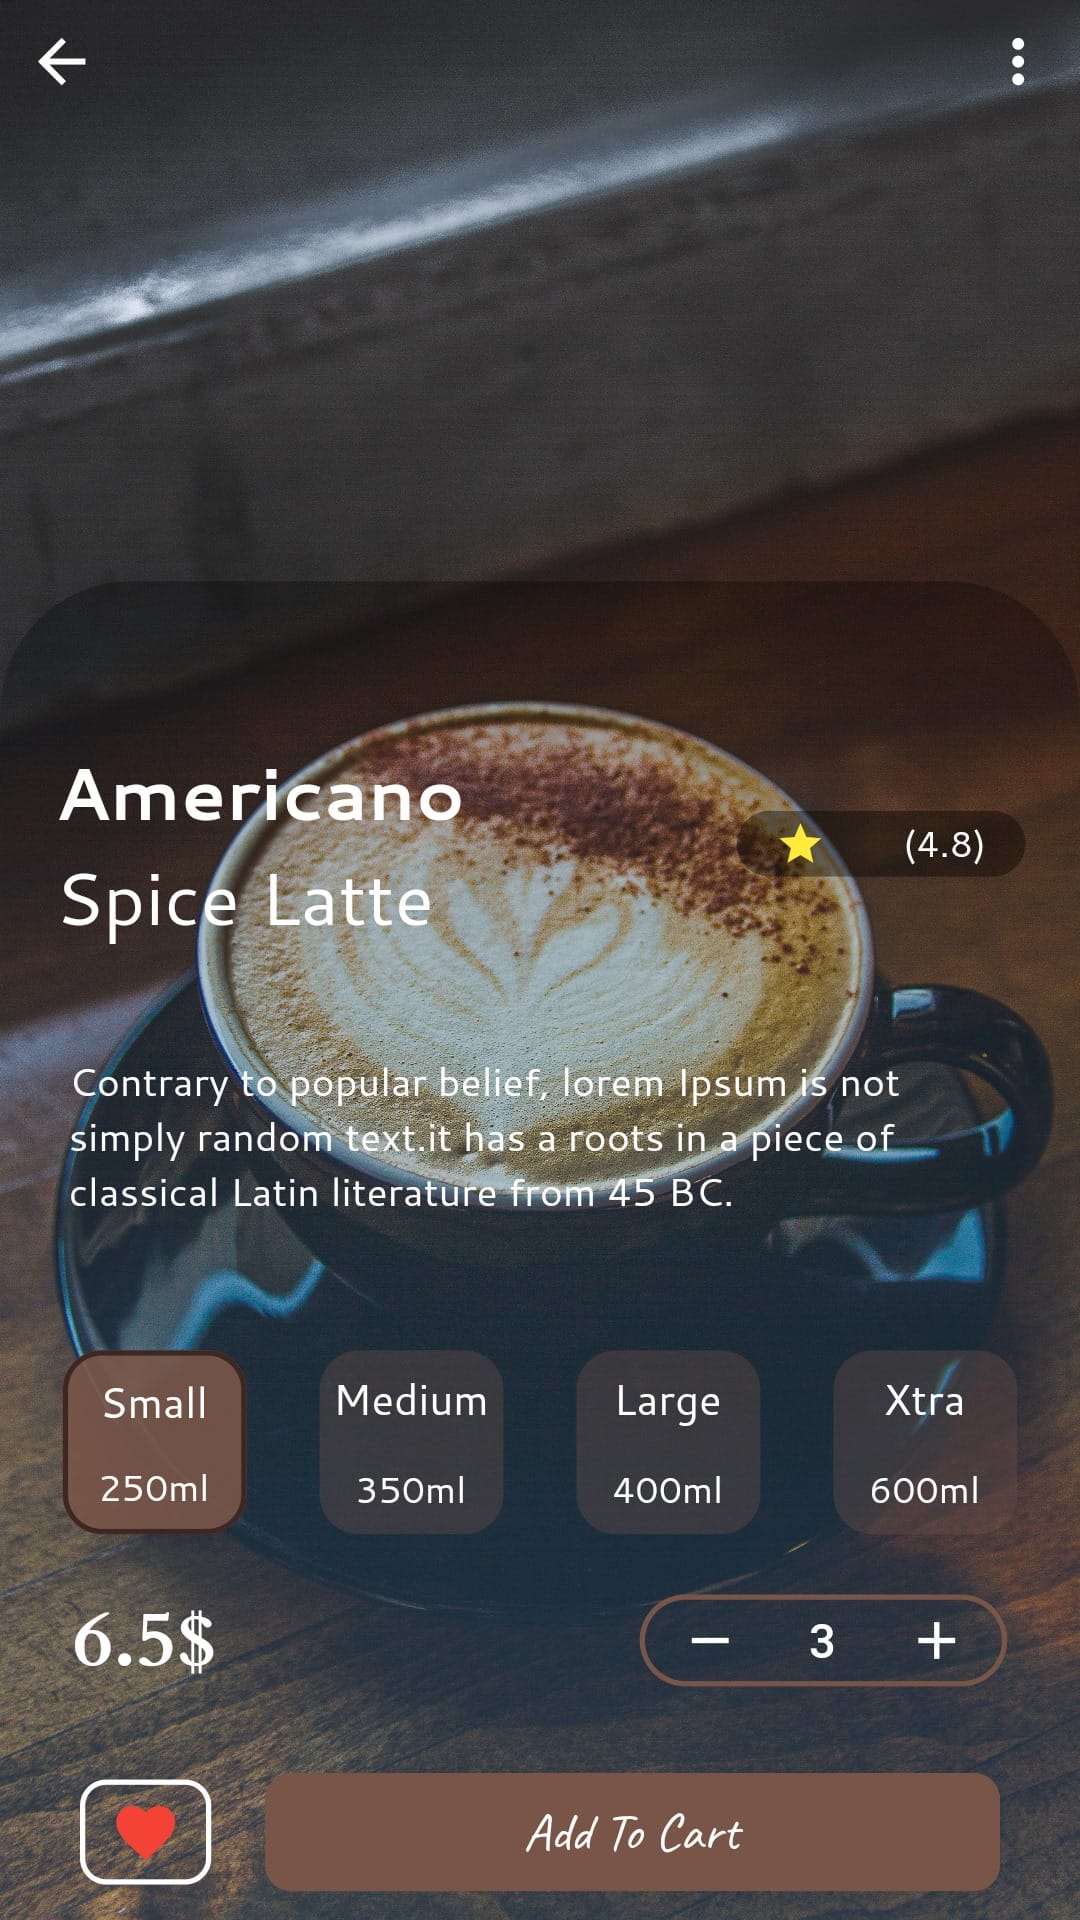 Americano
(4.8)
Spice Latte
Contrary to popular belief, lorem Ipsum is not
simply random text.it has a roots in a piece of
classical Latin literature from 45 BC.
Small Medium Large Xtra
250ml 350ml 400ml 600ml
6.5$ 3
Add To Cart